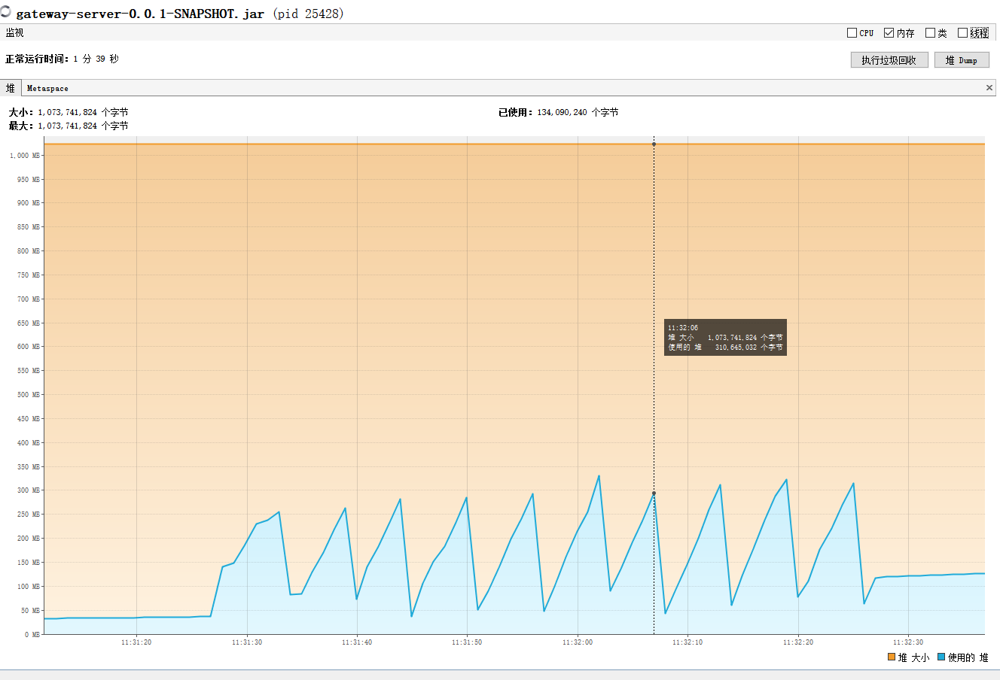 gateway-server-0.0.1-SNAPSHOT.jar (pid 25428)
监视
CPU 内存 类 线程
正常运行时间: 1 分 39 秒
执行垃圾回收 堆 Dump
堆 Metaspace
大小: 1,073,741,824 个字节
已使用: 134,090,240 个字节
最大: 1,073,741,824 个字节
1,000 MB
950 MB
900 MB
850 MB
800 MB
750 MB
700 MB
650 MB
600 MB
550 MB
500 MB
450 MB
400 MB
350 MB
300 MB
250 MB
200 MB
150 MB
100 MB
50 MB
0 MB
11:32:06
堆 大小 1,073,741,824 个字节
使用的 堆 310,645,032 个字节
11:31:20 11:31:30 11:31:40 11:31:50 11:32:00 11:32:10 11:32:20 11:32:30
堆 大小 使用的 堆